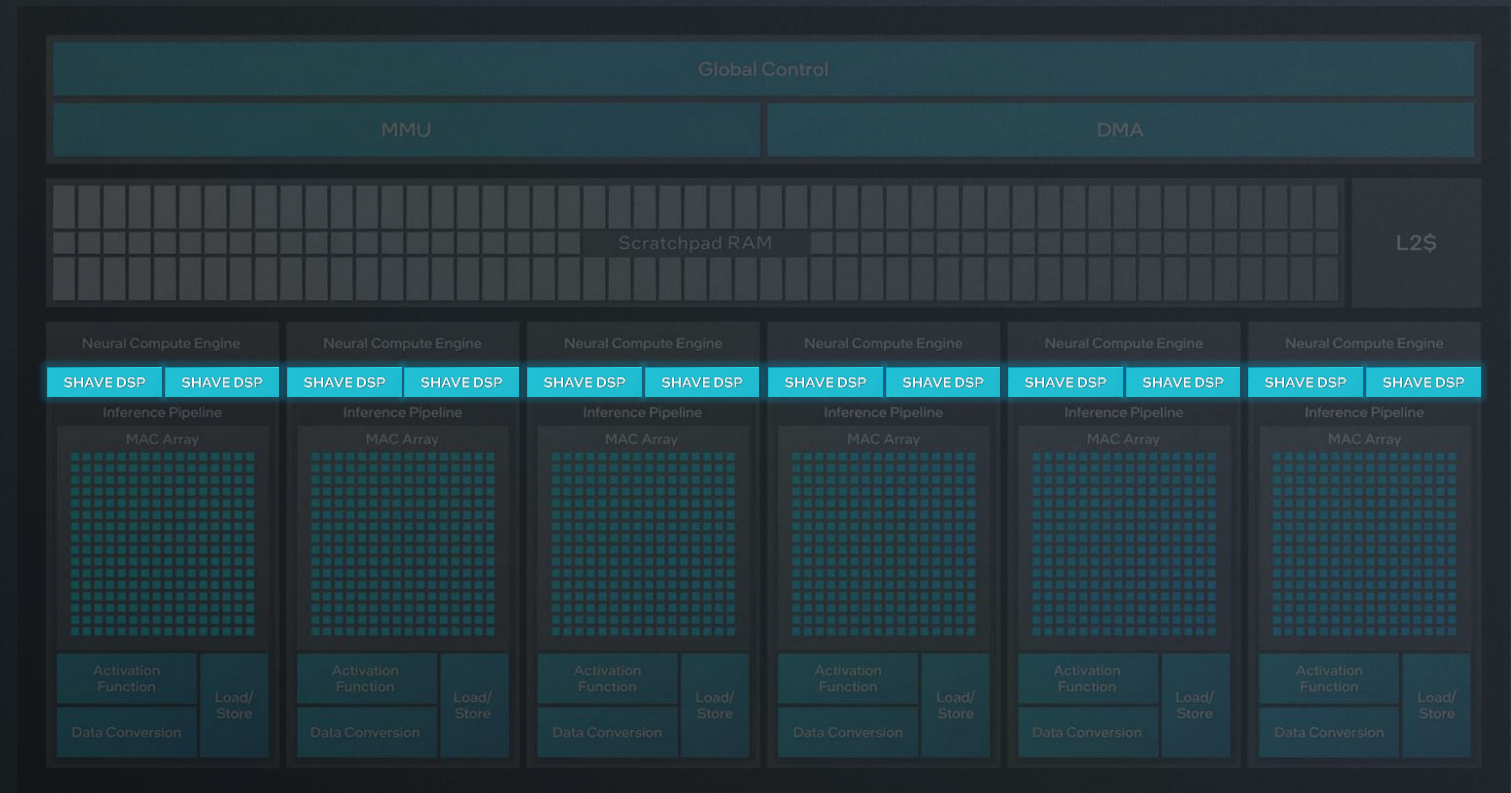 Global Control
MMU DMA
Scratchpad RAM L2$
Neural Compute Engine Neural Compute Engine Neural Compute Engine Neural Compute Engine Neural Compute Engine Neural Compute Engine
SHAVE DSP SHAVE DSP SHAVE DSP SHAVE DSP SHAVE DSP SHAVE DSP SHAVE DSP SHAVE DSP SHAVE DSP SHAVE DSP SHAVE DSP SHAVE DSP
Inference Pipeline Inference Pipeline Inference Pipeline Inference Pipeline Inference Pipeline Inference Pipeline
MAC Array MAC Array MAC Array MAC Array MAC Array MAC Array
Activation Activation Activation Activation Activation Activation
Function Function Function Function Function Function
Load/ Load/ Load/ Load/ Load/ Load/
Store Store Store Store Store Store
Data Conversion Data Conversion Data Conversion Data Conversion Data Conversion Data Conversion